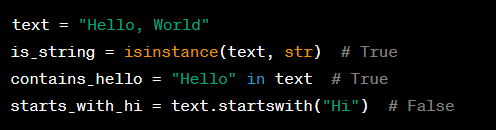 text = "Hello, World"
is_string = isinstance(text, str)  # True
contains_hello = "Hello" in text  # True
starts_with_hi = text.startswith("Hi")  # False